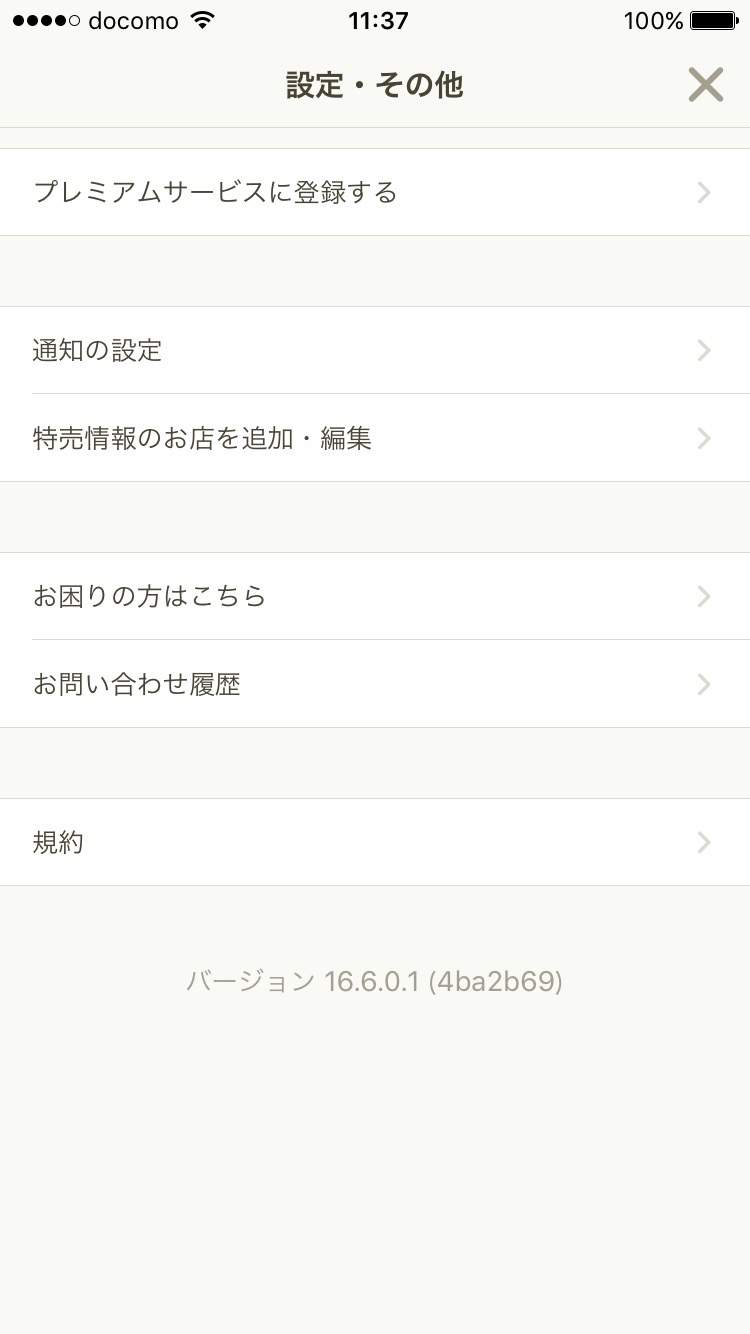 docomo 11:37 100%
設定・その他
プレミアムサービスに登録する
通知の設定
特売情報のお店を追加・編集
お困りの方はこちら
お問い合わせ履歴
規約
バージョン 16.6.0.1 (4ba2b69)